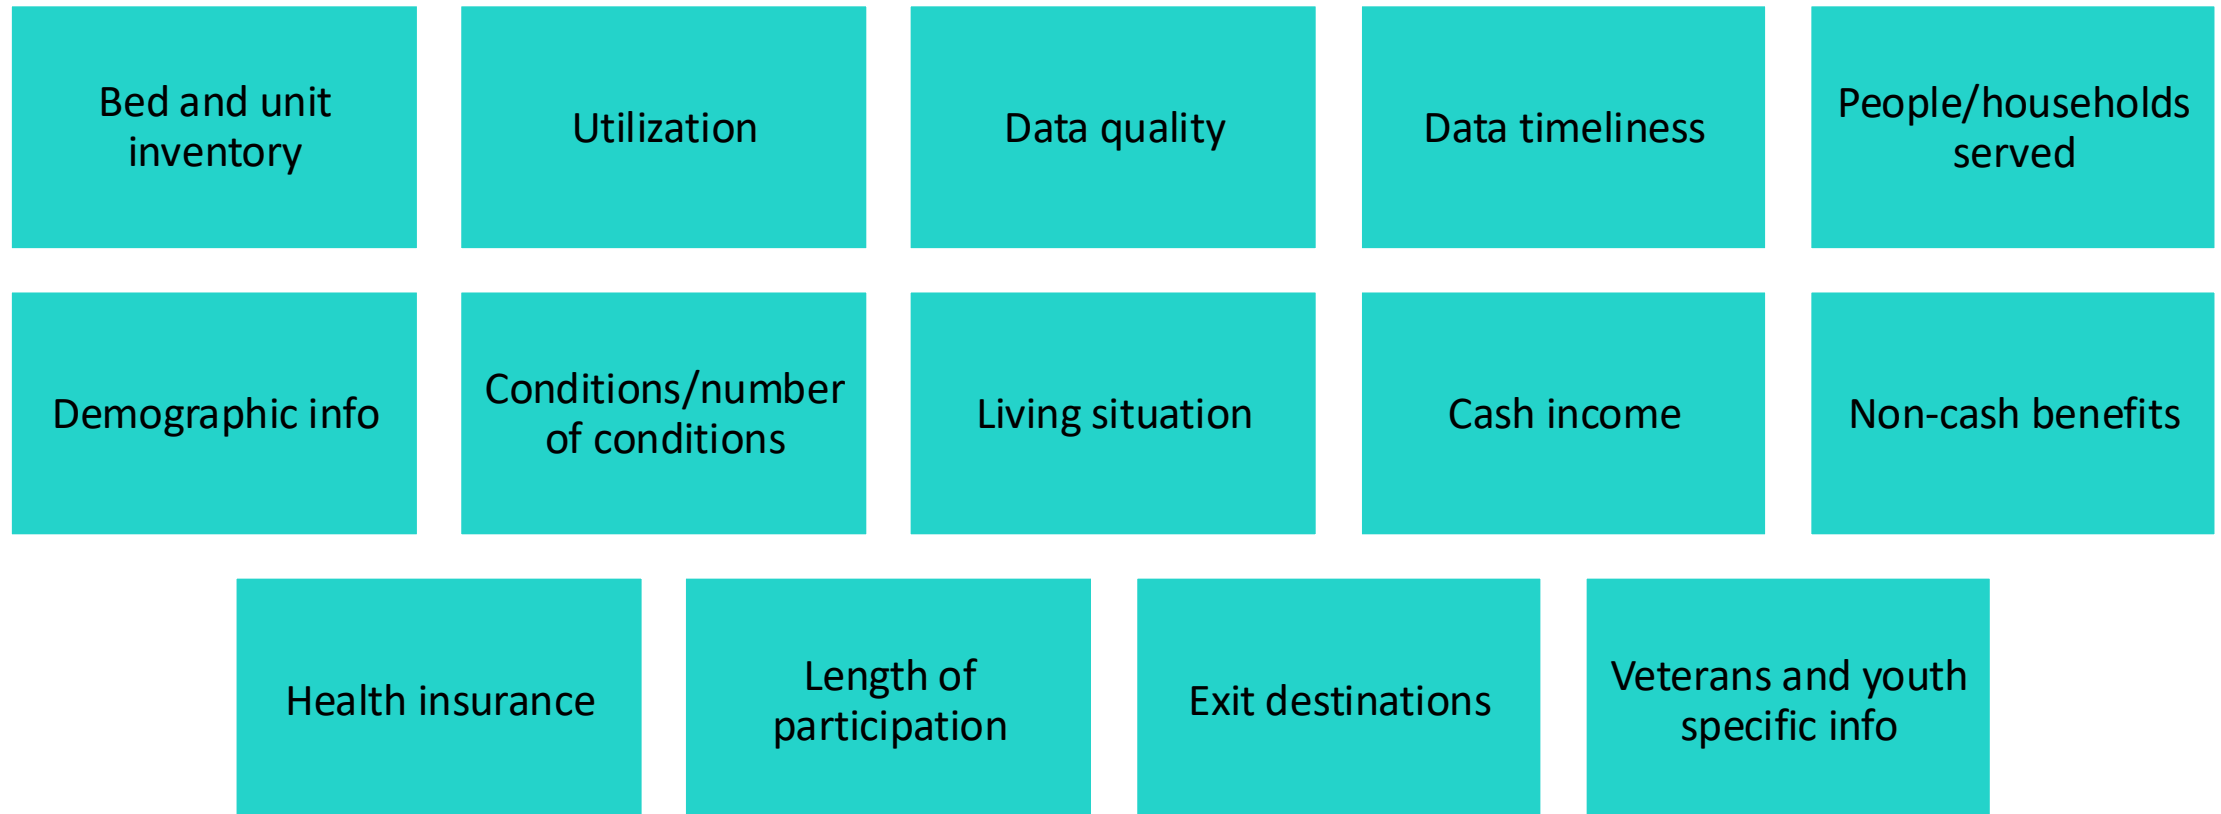 Bed and unit
inventory
Utilization
Data quality
Data timeliness
People/households
served
Demographic info
Conditions/number
of conditions
Living situation
Cash income
Non-cash benefits
Health insurance
Length of
participation
Exit destinations
Veterans and youth
specific info